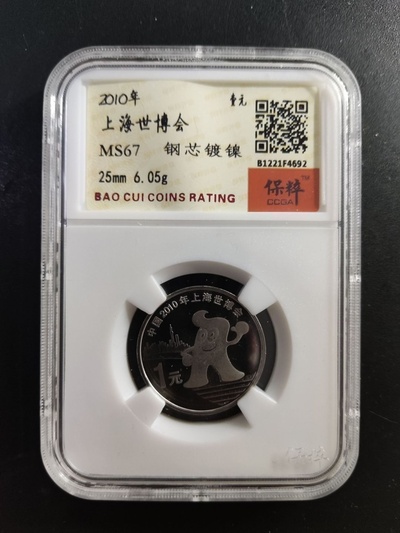 2010年 壹元
上海世博会
MS67 钢芯镀镍
B1221F4692
25mm 6.05g
保粹™
CCGA
BAO CUI COINS RATING
中国2010年上海世博会
1元